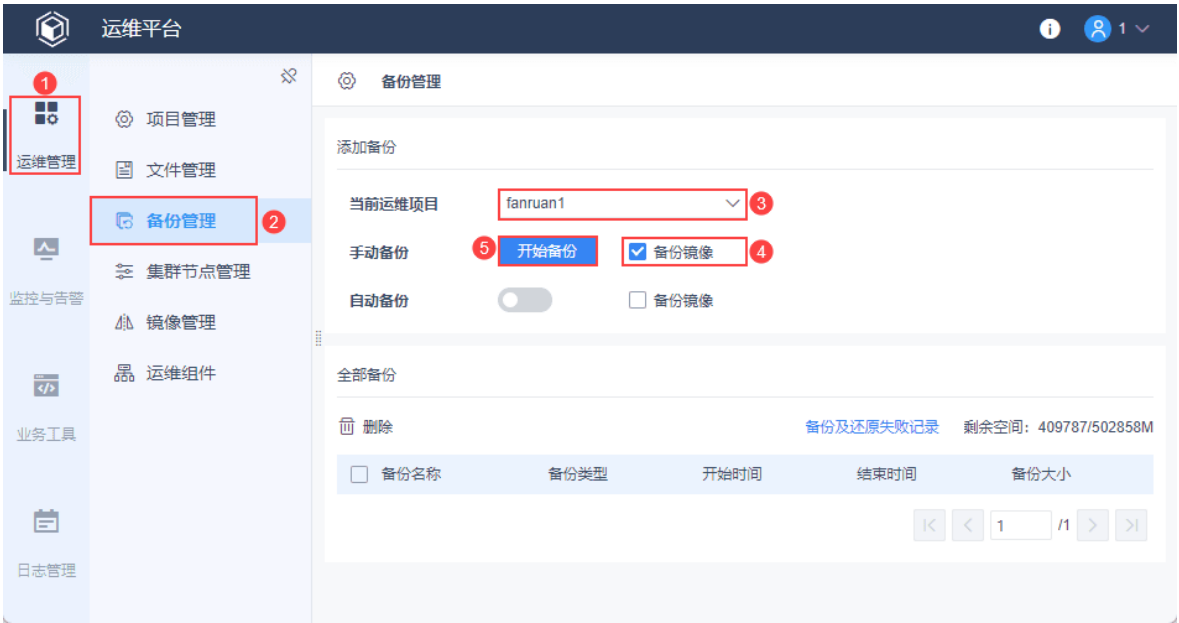 运维平台
1
1
运维管理
监控与告警
业务工具
日志管理
项目管理
文件管理
备份管理
2
集群节点管理
镜像管理
运维组件
备份管理
添加备份
当前运维项目 fanruan1 3
手动备份 5 开始备份 备份镜像 4
自动备份 备份镜像
全部备份
删除 备份及还原失败记录 剩余空间：409787/502858M
备份名称 备份类型 开始时间 结束时间 备份大小
1 /1